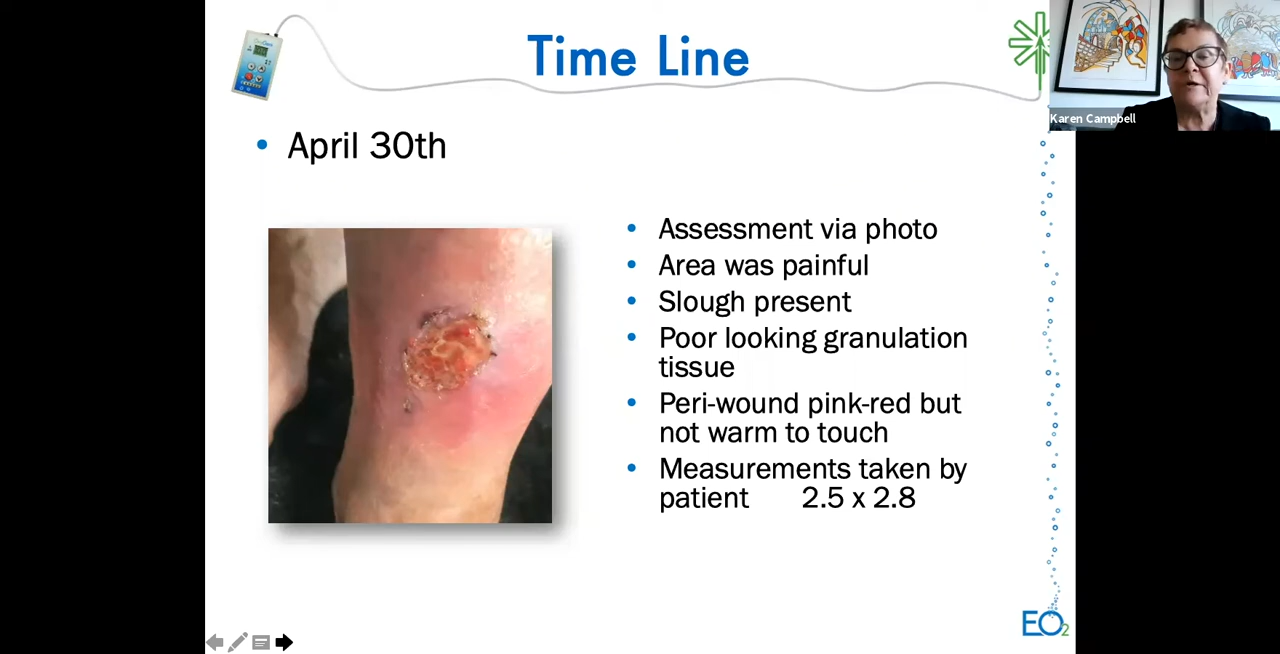 Time Line
Karen Campbell
April 30th
Assessment via photo
Area was painful
Slough present
Poor looking granulation
tissue
Peri-wound pink-red but
not warm to touch
Measurements taken by
patient 2.5 x 2.8
EO2